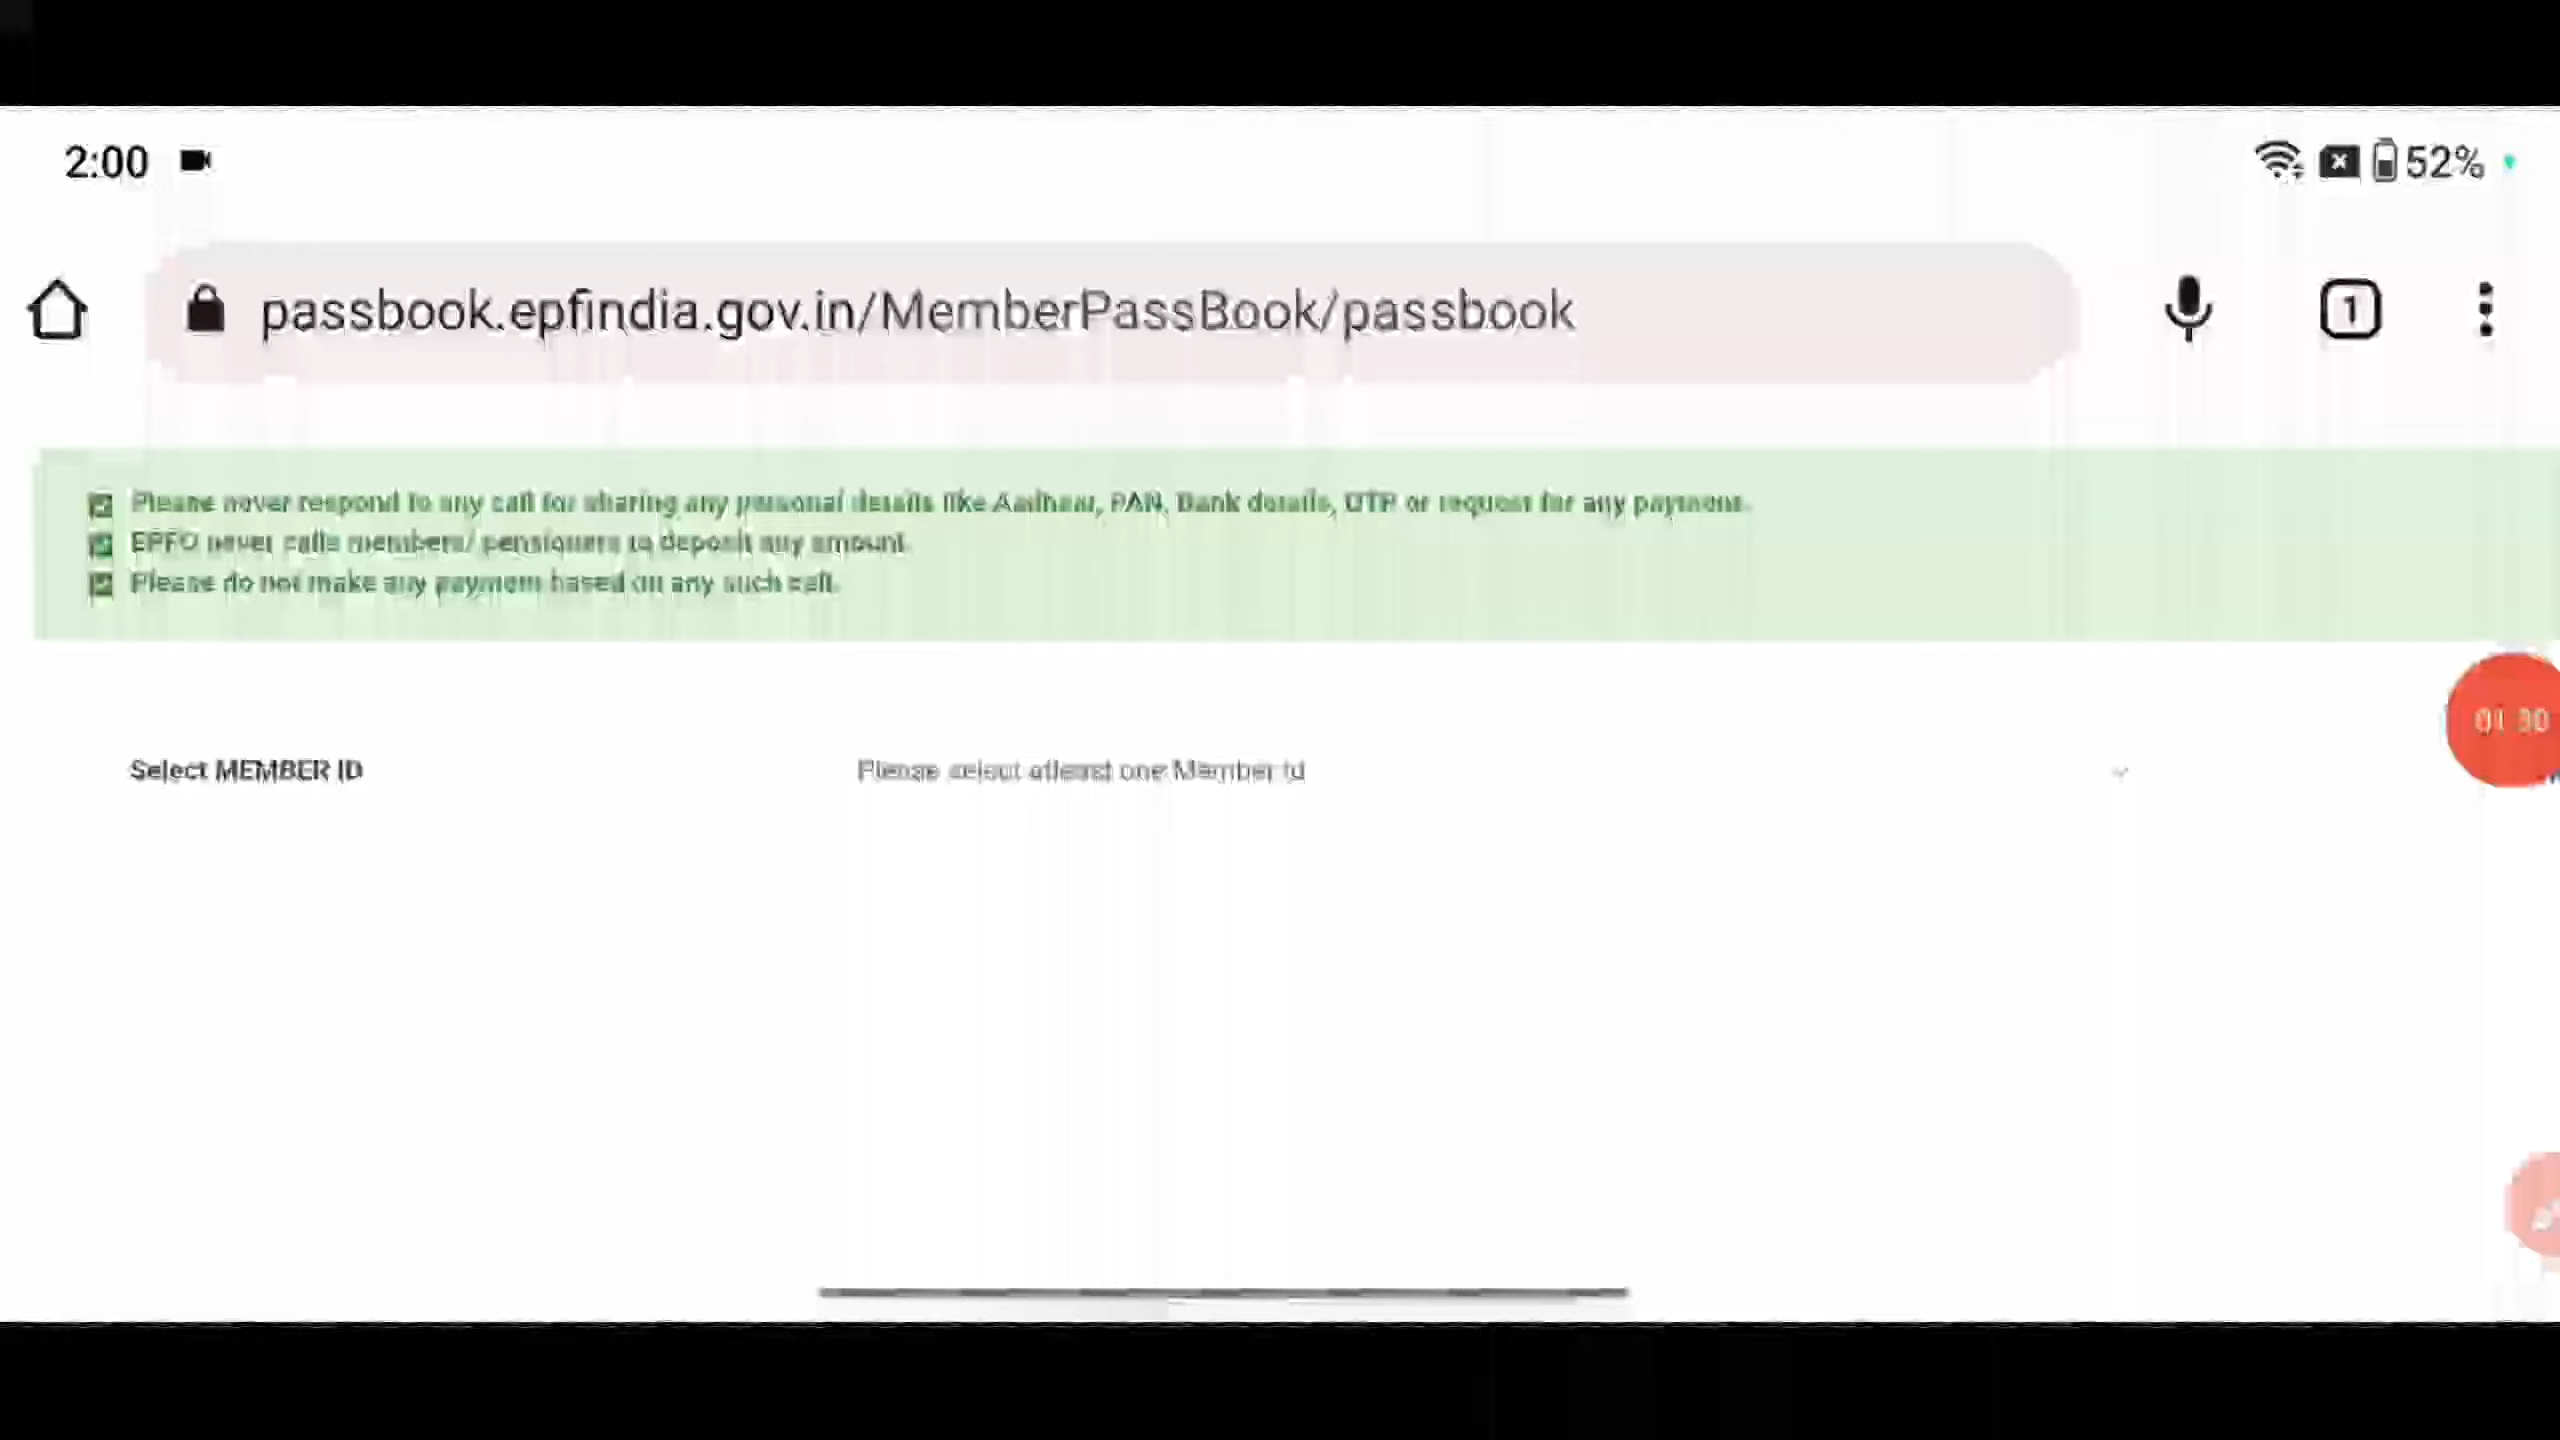 2:00
52%
passbook.epfindia.gov.in/MemberPassBook/passbook
1
Please never respond to any call for sharing any personal details like Aadhaar, PAN, Bank details, OTP or request for any payment.
EPFO never calls members/ pensioners to deposit any amount.
Please do not make any payment based on any such call.
Select MEMBER ID
Please select atleast one Member Id
01:30